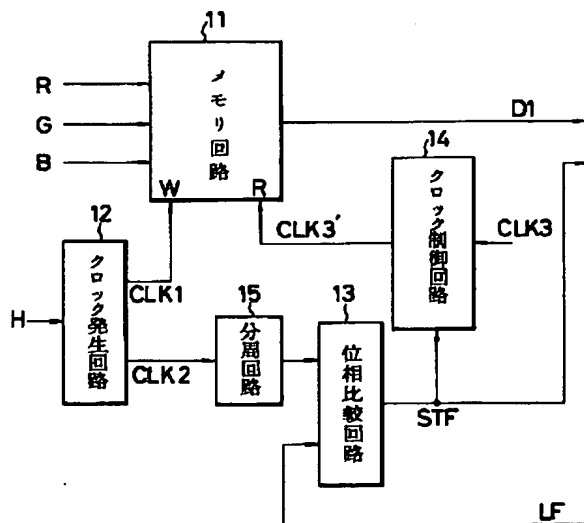 11
メモリ回路
R
G
B
W
R
D1
14
クロック制御回路
CLK3'
CLK3
12
クロック発生回路
H
CLK1
CLK2
15
分周回路
13
位相比較回路
STF
LF